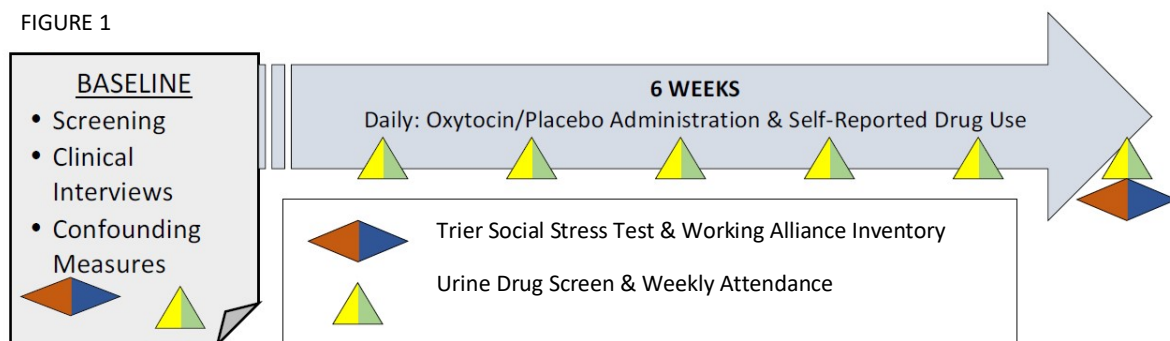 FIGURE 1
BASELINE
• Screening
• Clinical
Interviews
• Confounding
Measures
6 WEEKS
Daily: Oxytocin/Placebo Administration & Self-Reported Drug Use
Trier Social Stress Test & Working Alliance Inventory
Urine Drug Screen & Weekly Attendance